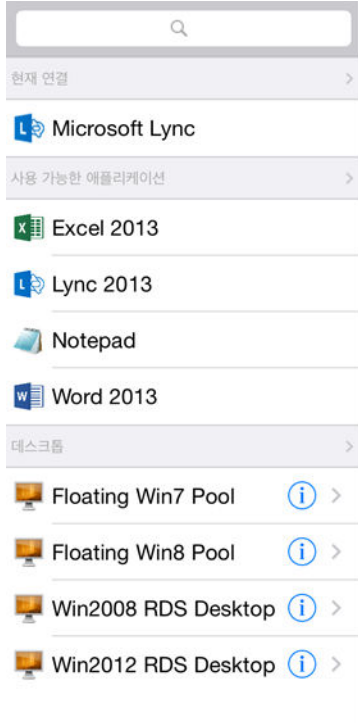 현재 연결
Microsoft Lync
사용 가능한 애플리케이션
Excel 2013
Lync 2013
Notepad
Word 2013
데스크톱
Floating Win7 Pool
Floating Win8 Pool
Win2008 RDS Desktop
Win2012 RDS Desktop